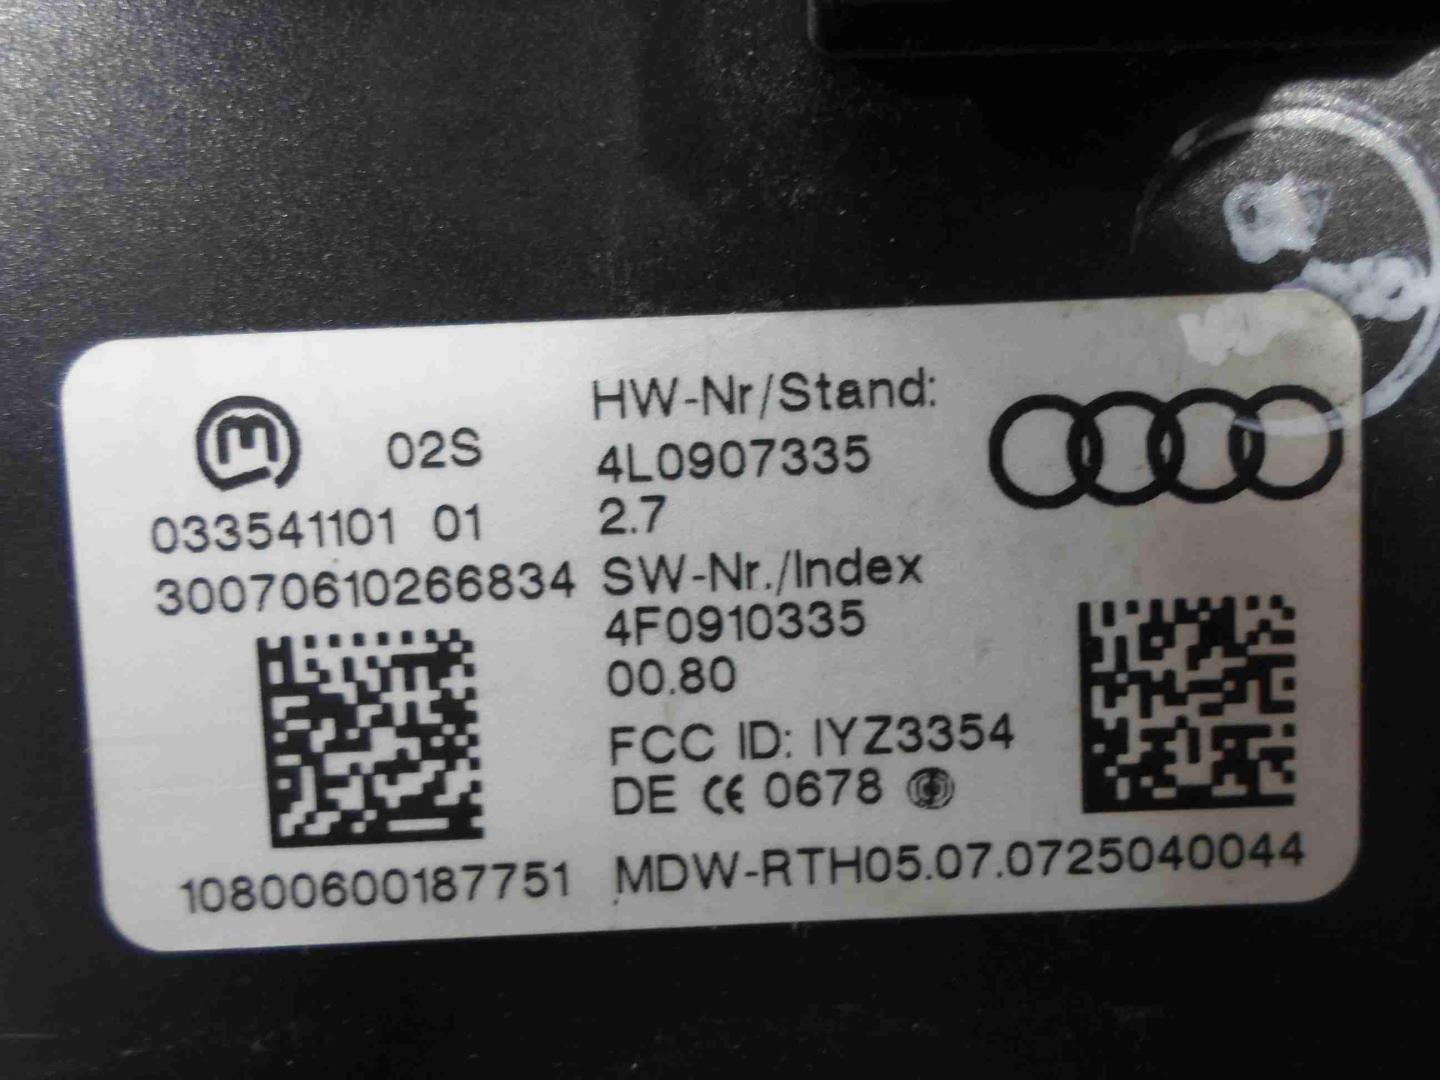 02S
033541101 01
30070610266834
10800600187751
HW-Nr/Stand:
4L0907335
2.7
SW-Nr./Index
4F0910335
00.80
FCC ID: IYZ3354
DE CE 0678
MDW-RTH05.07.0725040044